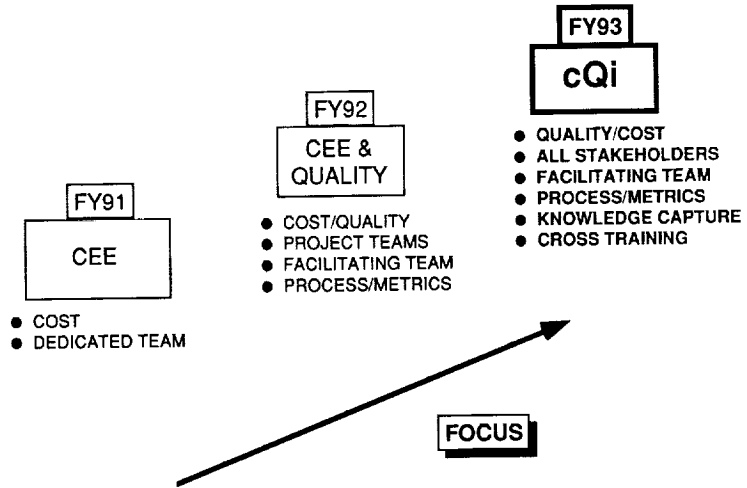 FY93
cQi
● QUALITY/COST
● ALL STAKEHOLDERS
● FACILITATING TEAM
● PROCESS/METRICS
● KNOWLEDGE CAPTURE
● CROSS TRAINING
FY92
CEE &
QUALITY
● COST/QUALITY
● PROJECT TEAMS
● FACILITATING TEAM
● PROCESS/METRICS
FY91
CEE
● COST
● DEDICATED TEAM
FOCUS